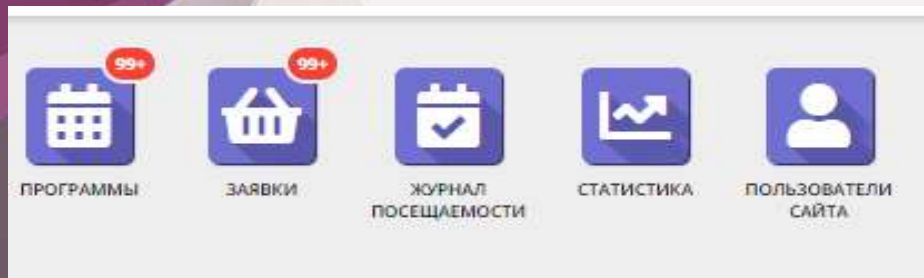 99+
99+
ПРОГРАММЫ
ЗАЯВКИ
ЖУРНАЛ
ПОСЕЩАЕМОСТИ
СТАТИСТИКА
ПОЛЬЗОВАТЕЛИ
САЙТА